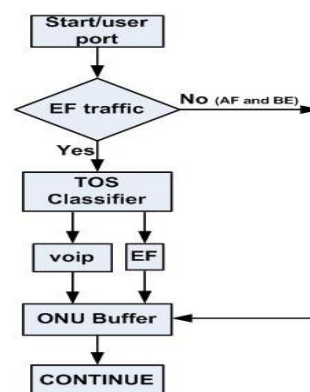 Start/user
port
EF traffic
No (AF and BE)
Yes
TOS
Classifier
voip
EF
ONU Buffer
CONTINUE